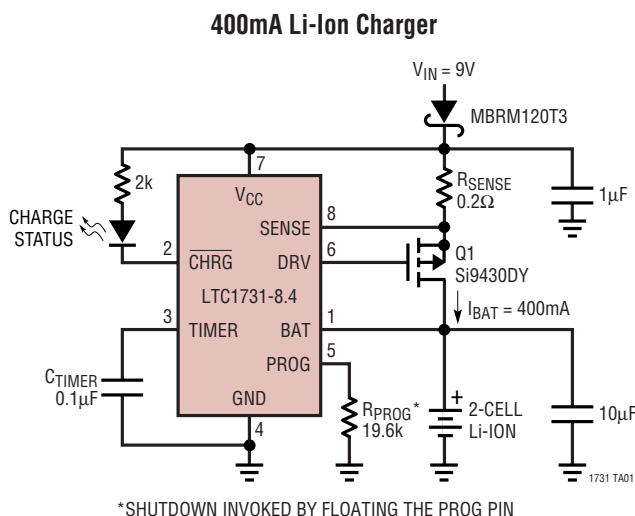 400mA Li-Ion Charger
VIN = 9V
MBRM120T3
7
2k
VCC
RSENSE
0.2Ω
1µF
CHARGE
STATUS
SENSE
8
2
CHRG
DRV
6
Q1
Si9430DY
LTC1731-8.4
IBAT = 400mA
3
TIMER
BAT
1
PROG
5
CTIMER
0.1µF
GND
4
RPROG*
19.6k
+
2-CELL
Li-ION
10µF
1731 TA01
*SHUTDOWN INVOKED BY FLOATING THE PROG PIN